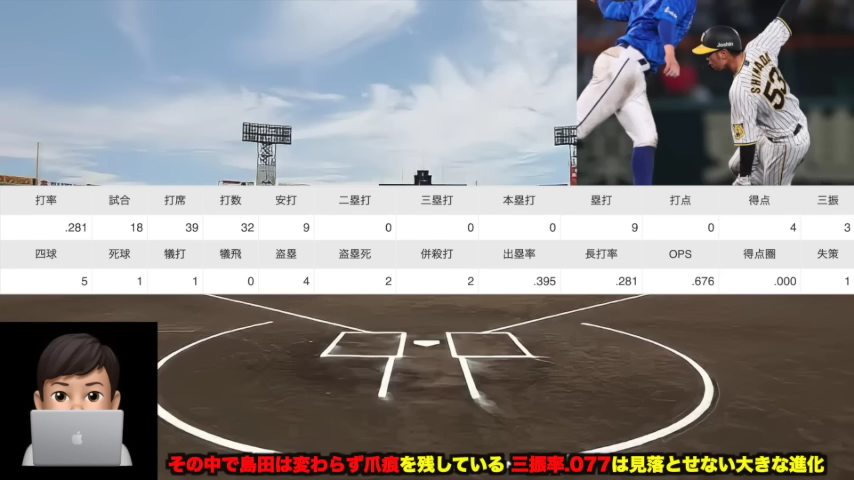 SHIMADA
53
打率 試合 打席 打数 安打 二塁打 三塁打 本塁打 塁打 打点 得点 三振
.281 18 39 32 9 0 0 0 9 0 4 3
四球 死球 犠打 犠飛 盗塁 盗塁死 併殺打 出塁率 長打率 OPS 得点圏 失策
5 1 1 0 4 2 2 .395 .281 .676 .000 1
その中で島田は変わらず爪痕を残している 三振率.077は見落とせない大きな進化